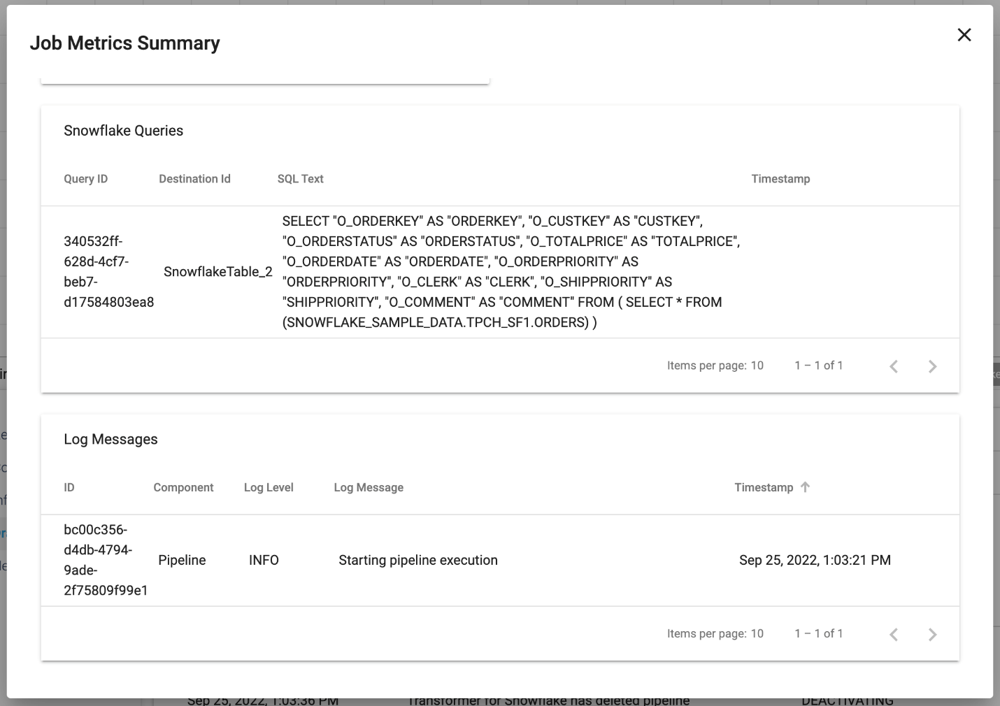 Job Metrics Summary
Snowflake Queries
Query ID Destination Id SQL Text Timestamp
340532ff-
628d-4cf7-
beb7-
d17584803ea8
SnowflakeTable_2
SELECT "O_ORDERKEY" AS "ORDERKEY", "O_CUSTKEY" AS "CUSTKEY",
"O_ORDERSTATUS" AS "ORDERSTATUS", "O_TOTALPRICE" AS "TOTALPRICE",
"O_ORDERDATE" AS "ORDERDATE", "O_ORDERPRIORITY" AS
"ORDERPRIORITY", "O_CLERK" AS "CLERK", "O_SHIPPRIORITY" AS
"SHIPPRIORITY", "O_COMMENT" AS "COMMENT" FROM ( SELECT * FROM
(SNOWFLAKE_SAMPLE_DATA.TPCH_SF1.ORDERS) )
Items per page: 10 1 – 1 of 1
Log Messages
ID Component Log Level Log Message Timestamp
bc00c356-
d4db-4794-
9ade-
2f75809f99e1
Pipeline INFO Starting pipeline execution Sep 25, 2022, 1:03:21 PM
Items per page: 10 1 – 1 of 1
Sep 25, 2022, 1:03:36 PM Transformer for Snowflake has deleted pipeline DEACTIVATING